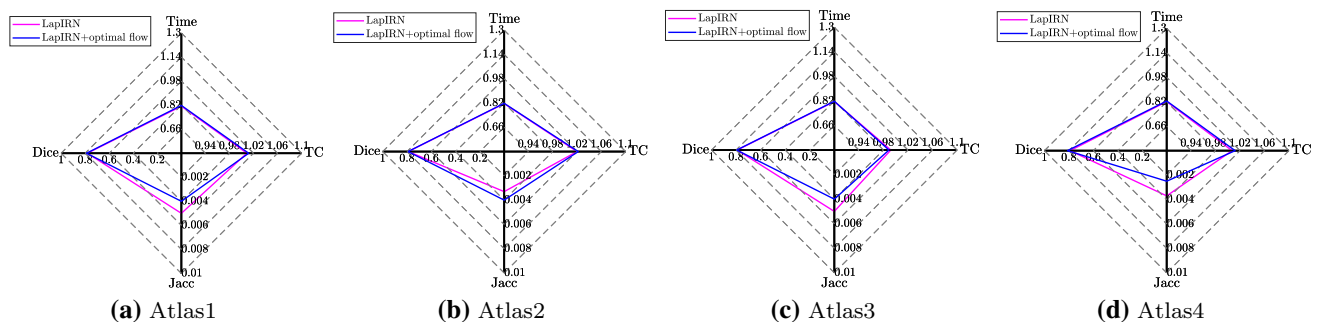 LapIRN
LapIRN+optimal flow
Time
1.3
1.14
0.98
0.82
0.66
Dice
1 0.8 0.6 0.4 0.2
0.94 0.98 1.02 1.06 1.1
TC
0.002
0.004
0.006
0.008
0.01
Jacc
(a) Atlas1
LapIRN
LapIRN+optimal flow
Time
1.3
1.14
0.98
0.82
0.66
Dice
1 0.8 0.6 0.4 0.2
0.94 0.98 1.02 1.06 1.1
TC
0.002
0.004
0.006
0.008
0.01
Jacc
(b) Atlas2
LapIRN
LapIRN+optimal flow
Time
1.3
1.14
0.98
0.82
0.66
Dice
1 0.8 0.6 0.4 0.2
0.94 0.98 1.02 1.06 1.1
TC
0.002
0.004
0.006
0.008
0.01
Jacc
(c) Atlas3
LapIRN
LapIRN+optimal flow
Time
1.3
1.14
0.98
0.82
0.66
Dice
1 0.8 0.6 0.4 0.2
0.94 0.98 1.02 1.06 1.1
TC
0.002
0.004
0.006
0.008
0.01
Jacc
(d) Atlas4